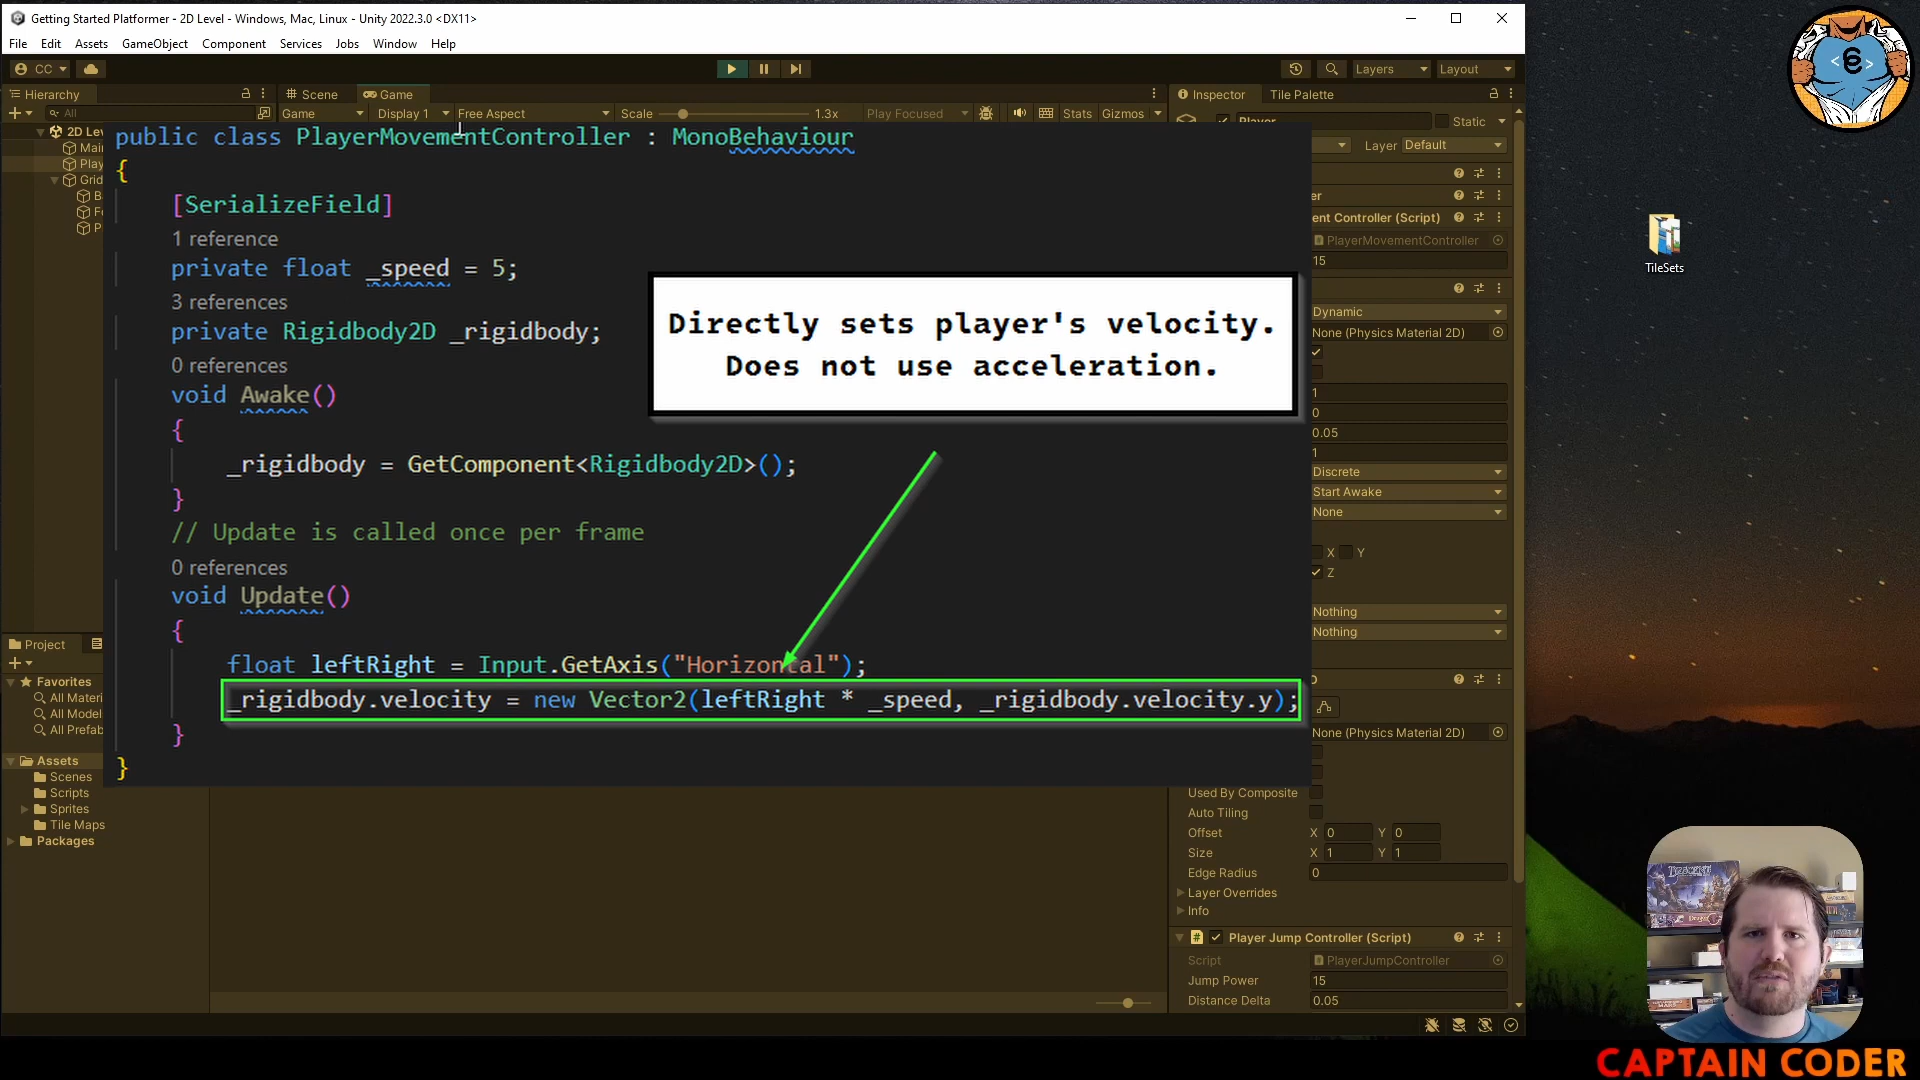 Getting Started Platformer - 2D Level - Windows, Mac, Linux - Unity 2022.3.0 <DX11>
File Edit Assets GameObject Component Services Jobs Window Help
CC Layers Layout
Hierarchy Scene Game Inspector Tile Palette
All Game Display 1 Free Aspect Scale 1.3x Play Focused Stats Gizmos
Player Static
Layer Default
2D Lev
Main
Play
Grid
public class PlayerMovementController : MonoBehaviour
{
[SerializeField]
1 reference
private float _speed = 5;
3 references
private Rigidbody2D _rigidbody;
0 references
void Awake()
{
_rigidbody = GetComponent<Rigidbody2D>();
}
// Update is called once per frame
0 references
void Update()
{
float leftRight = Input.GetAxis("Horizontal");
_rigidbody.velocity = new Vector2(leftRight * _speed, _rigidbody.velocity.y);
}
}
Directly sets player's velocity.
Does not use acceleration.
er
ent Controller (Script)
PlayerMovementController
15
Dynamic
None (Physics Material 2D)
1
0
0.05
1
Discrete
Start Awake
None
X Y
Z
Nothing
Nothing
None (Physics Material 2D)
Used By Composite
Auto Tiling
Offset X 0 Y 0
Size X 1 Y 1
Edge Radius 0
Layer Overrides
Info
Player Jump Controller (Script)
Script PlayerJumpController
Jump Power 15
Distance Delta 0.05
Project
Favorites
All Materi
All Model
All Prefab
Assets
Scenes
Scripts
Sprites
Tile Maps
Packages
TileSets
CAPTAIN CODER